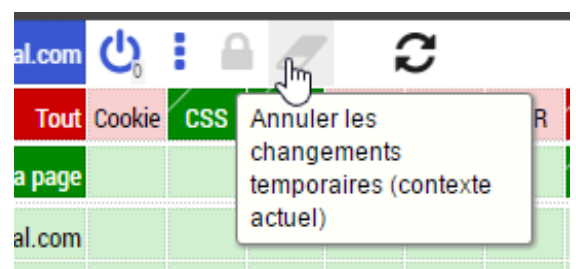 al.com 0
Tout Cookie CSS R
Annuler les
changements
temporaires (contexte
actuel)
a page
al.com